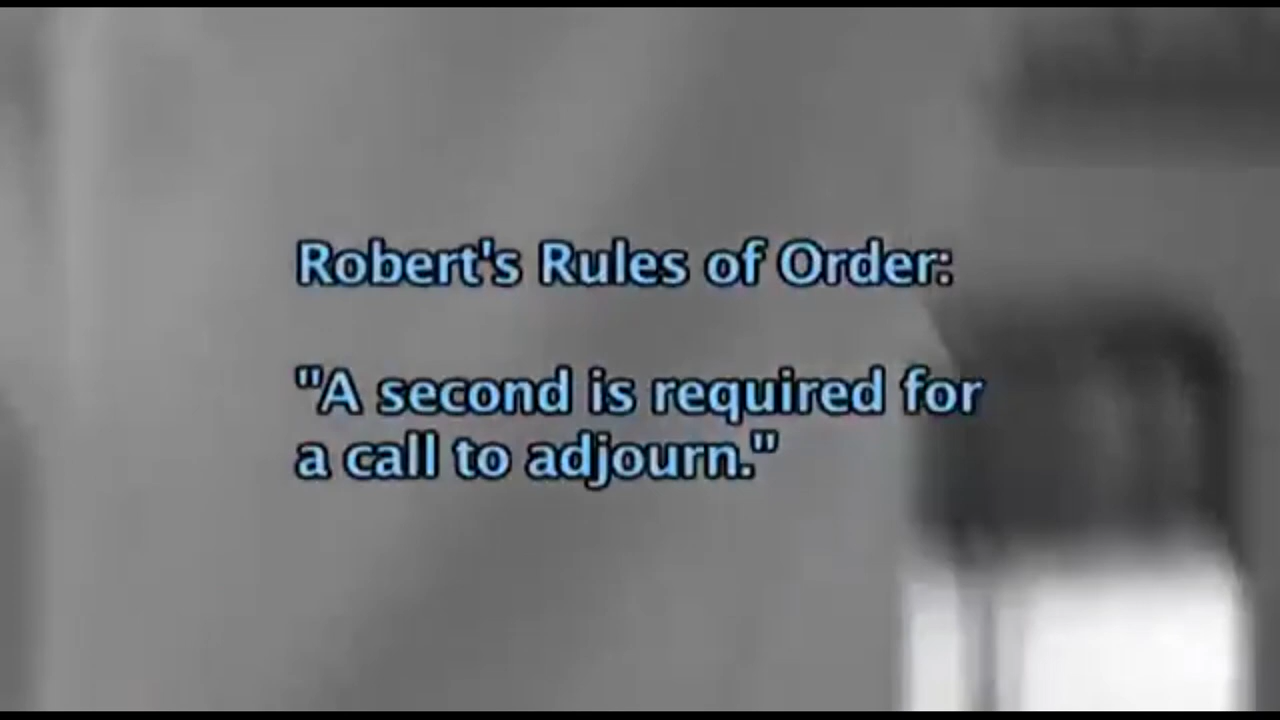 Robert's Rules of Order:
"A second is required for
a call to adjourn."